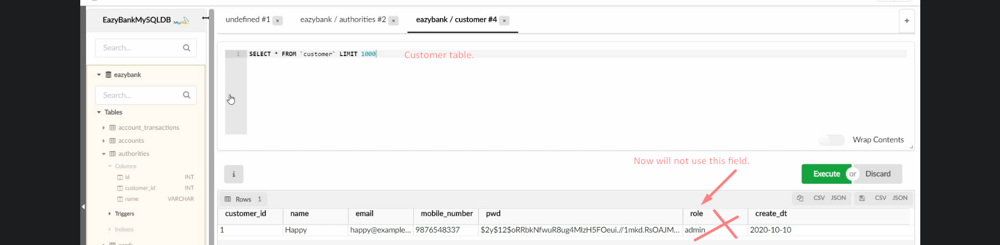 EazyBankMySQLDB MySQL
undefined #1 ×
eazybank / authorities #2 ×
eazybank / customer #4 ×
+
Search...
1 SELECT * FROM `customer` LIMIT 1000
Customer table.
eazybank
Search...
Tables
account_transactions
accounts
authorities
Columns
id INT
customer_id INT
name VARCHAR
Triggers
Indexes
Wrap Contents
Now will not use this field.
i
Execute or Discard
Rows 1
CSV JSON
CSV JSON
customer_id name email mobile_number pwd role create_dt
1 Happy happy@example... 9876548337 $2y$12$oRRbkNfwuR8ug4MlzH5FOeui.//1mkd.RsOAJM... admin 2020-10-10